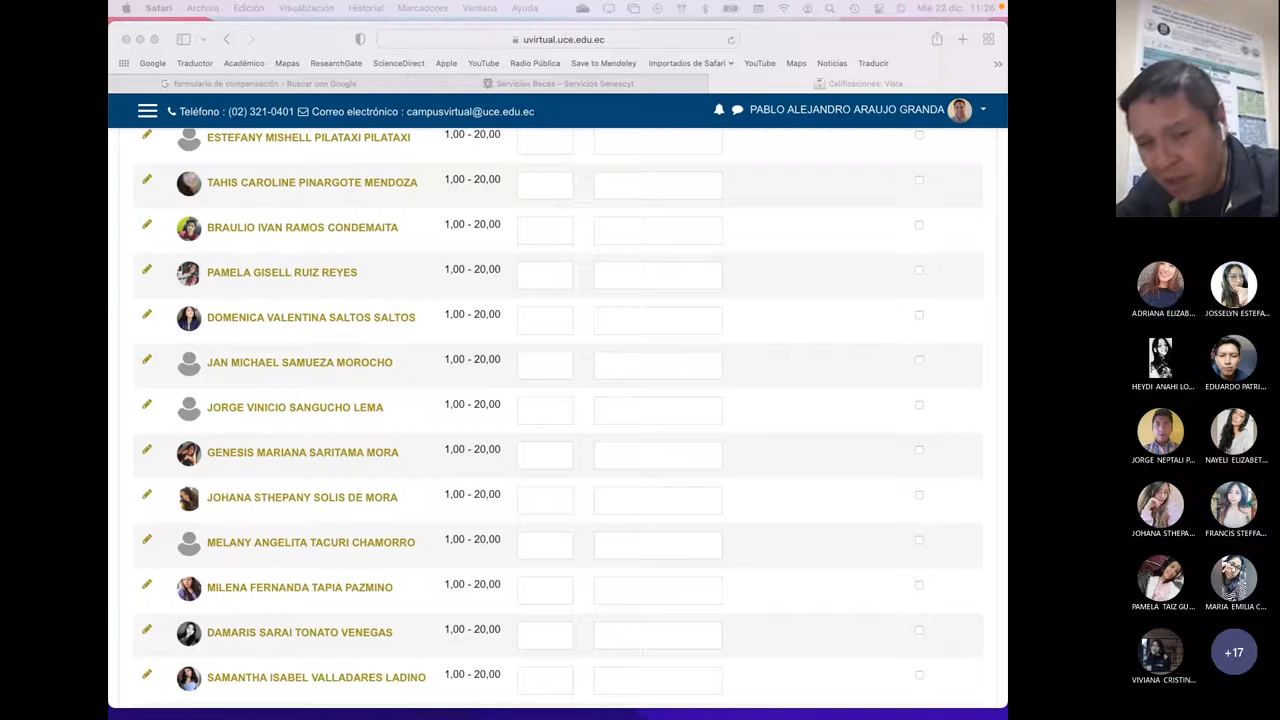 Safari Archivo Edición Visualización Historial Marcadores Ventana Ayuda Mié 22 dic. 11:26
uvirtual.uce.edu.ec
Google Traductor Académico Mapas ResearchGate ScienceDirect Apple YouTube Radio Pública Save to Mendeley Importados de Safari YouTube Maps Noticias Traducir
formulario de compensación - Buscar con Google Servicios Becas – Servicios Senescyt Calificaciones: Vista
Teléfono : (02) 321-0401 Correo electrónico : campusvirtual@uce.edu.ec PABLO ALEJANDRO ARAUJO GRANDA
ESTEFANY MISHELL PILATAXI PILATAXI 1,00 - 20,00
TAHIS CAROLINE PINARGOTE MENDOZA 1,00 - 20,00
BRAULIO IVAN RAMOS CONDEMAITA 1,00 - 20,00
PAMELA GISELL RUIZ REYES 1,00 - 20,00
DOMENICA VALENTINA SALTOS SALTOS 1,00 - 20,00
JAN MICHAEL SAMUEZA MOROCHO 1,00 - 20,00
JORGE VINICIO SANGUCHO LEMA 1,00 - 20,00
GENESIS MARIANA SARITAMA MORA 1,00 - 20,00
JOHANA STHEPANY SOLIS DE MORA 1,00 - 20,00
MELANY ANGELITA TACURI CHAMORRO 1,00 - 20,00
MILENA FERNANDA TAPIA PAZMINO 1,00 - 20,00
DAMARIS SARAI TONATO VENEGAS 1,00 - 20,00
SAMANTHA ISABEL VALLADARES LADINO 1,00 - 20,00
ADRIANA ELIZAB... JOSSELYN ESTEFA...
HEYDI ANAHI LO... EDUARDO PATRI...
JORGE NEPTALI P... NAYELI ELIZABET...
JOHANA STHEPA... FRANCIS STEFFA...
PAMELA TAIZ GU... MARIA EMILIA C...
VIVIANA CRISTIN... +17